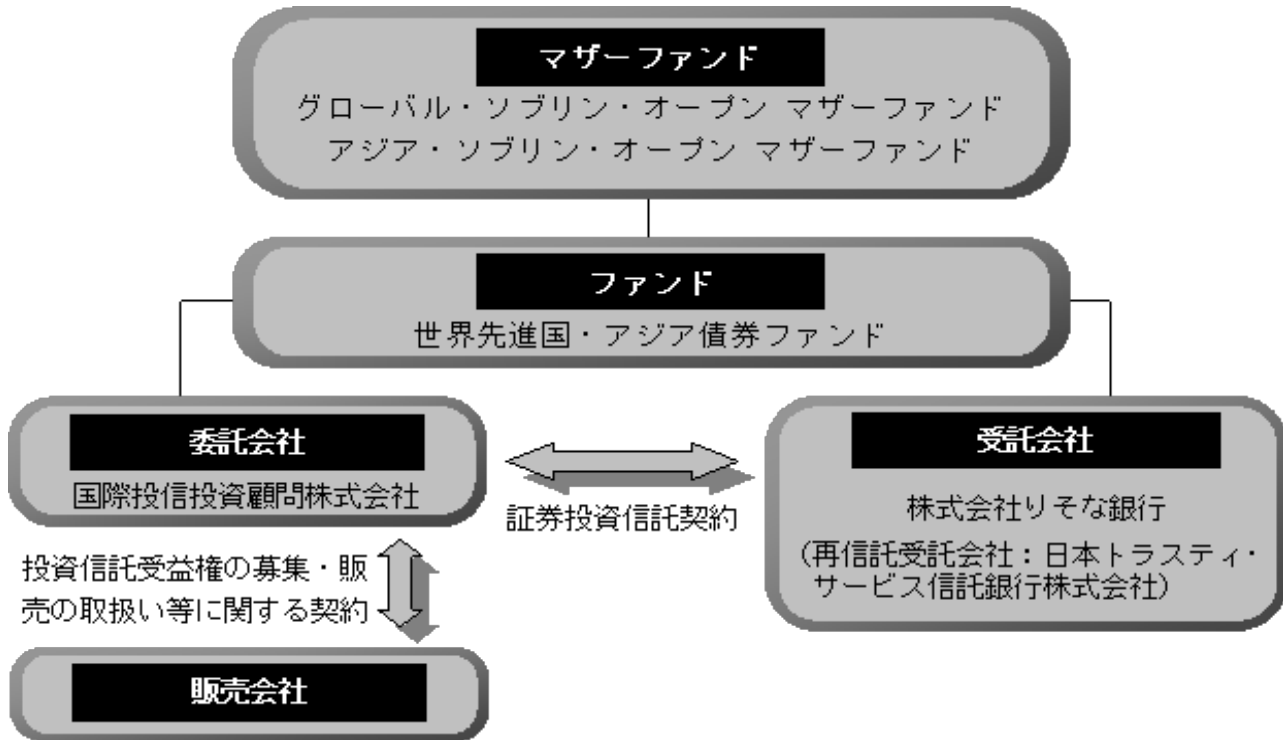 マザーファンド
グローバル・ソブリン・オープン マザーファンド
アジア・ソブリン・オープン マザーファンド
ファンド
世界先進国・アジア債券ファンド
委託会社
国際投信投資顧問株式会社
証券投資信託契約
受託会社
株式会社りそな銀行
（再信託受託会社：日本トラスティ・
サービス信託銀行株式会社）
投資信託受益権の募集・販
売の取扱い等に関する契約
販売会社